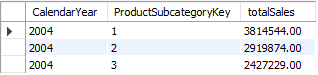 CalendarYear ProductSubcategoryKey totalSales
2004 1 3814544.00
2004 2 2919874.00
2004 3 2427229.00